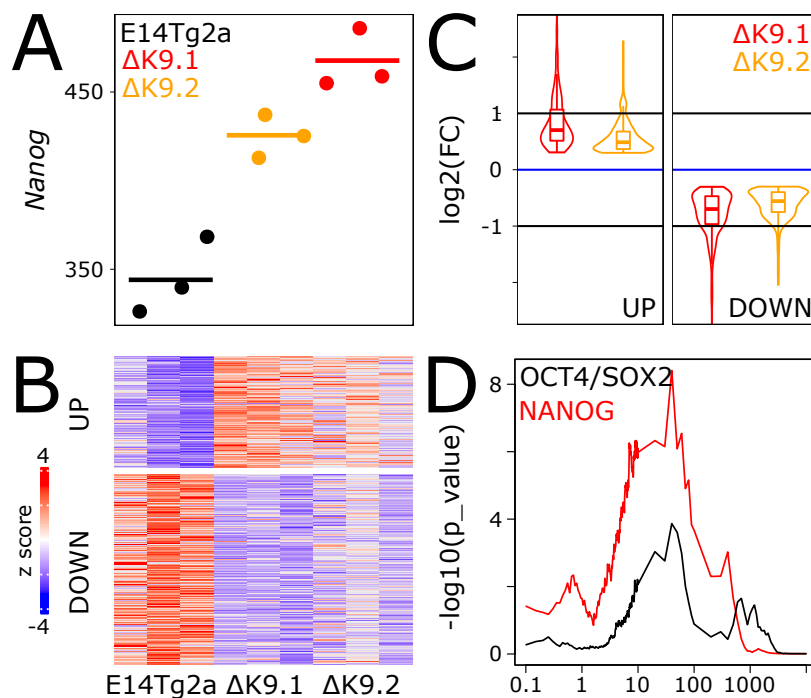 A
E14Tg2a
ΔK9.1
ΔK9.2
Nanog
450
350
C
ΔK9.1
ΔK9.2
log2(FC)
1
0
-1
UP
DOWN
B
UP
DOWN
z score
4
-4
E14Tg2a ΔK9.1 ΔK9.2
D
OCT4/SOX2
NANOG
-log10(p_value)
8
4
0
0.1 1 10 100 1000